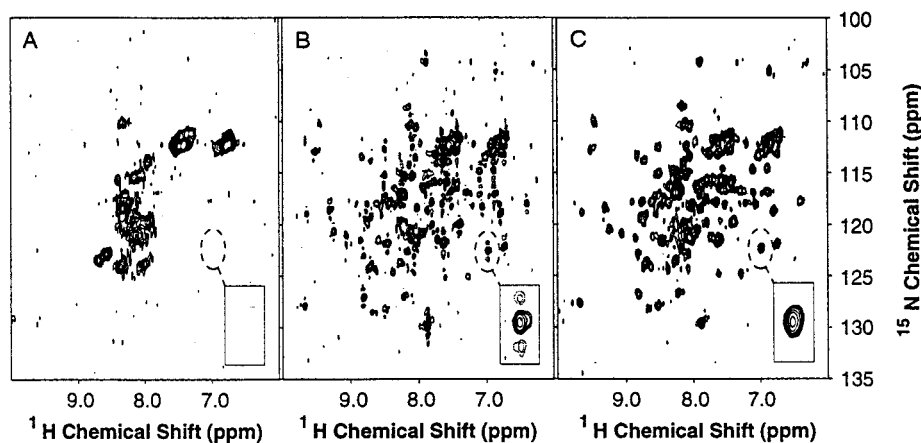 A
B
C
100
105
110
115
120
125
130
135
15 N Chemical Shift (ppm)
9.0 8.0 7.0
9.0 8.0 7.0
9.0 8.0 7.0
1 H Chemical Shift (ppm)
1 H Chemical Shift (ppm)
1 H Chemical Shift (ppm)